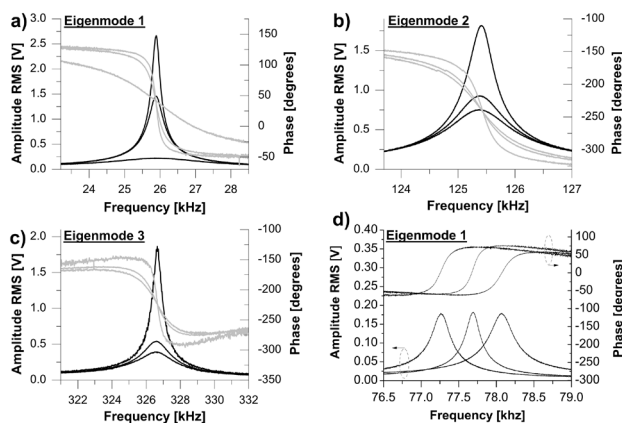 a) Eigenmode 1
3.0
2.5
2.0
1.5
1.0
0.5
0.0
Amplitude RMS [V]
150
100
50
0
-50
Phase [degrees]
24 25 26 27 28
Frequency [kHz]
b) Eigenmode 2
1.5
1.0
0.5
0.0
Amplitude RMS [V]
-100
-150
-200
-250
-300
Phase [degrees]
124 125 126 127
Frequency [kHz]
c) Eigenmode 3
2.0
1.5
1.0
0.5
0.0
Amplitude RMS [V]
-100
-150
-200
-250
-300
-350
Phase [degrees]
322 324 326 328 330 332
Frequency [kHz]
d) Eigenmode 1
0.40
0.35
0.30
0.25
0.20
0.15
0.10
0.05
0.00
Amplitude RMS [V]
100
50
0
-50
-100
-150
-200
-250
-300
Phase [degrees]
76.5 77.0 77.5 78.0 78.5 79.0
Frequency [khz]